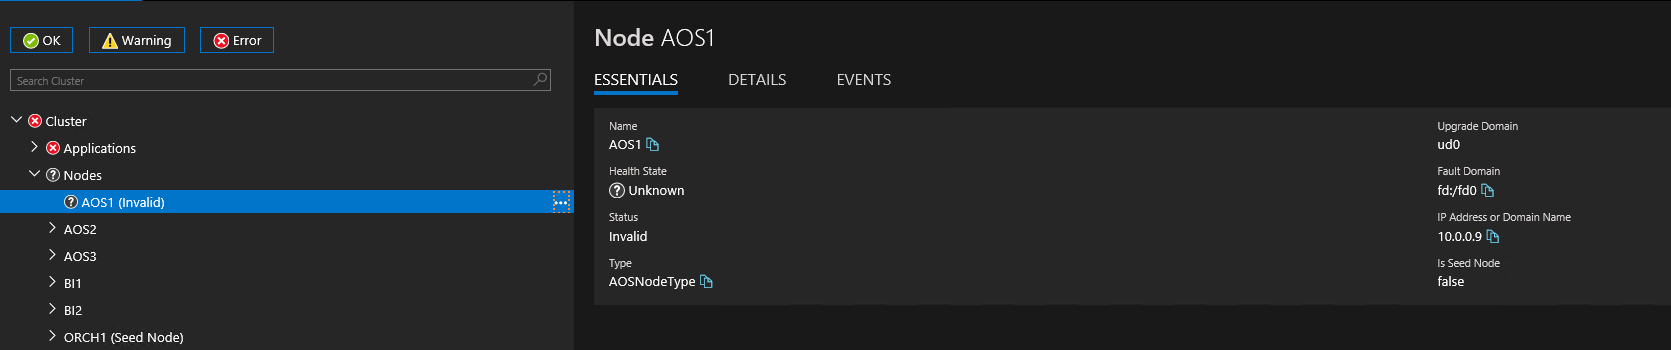 OK Warning Error
Search Cluster
Cluster
Applications
Nodes
AOS1 (Invalid)
AOS2
AOS3
BI1
BI2
ORCH1 (Seed Node)
Node AOS1
ESSENTIALS DETAILS EVENTS
Name
AOS1
Health State
Unknown
Status
Invalid
Type
AOSNodeType
Upgrade Domain
ud0
Fault Domain
fd:/fd0
IP Address or Domain Name
10.0.0.9
Is Seed Node
false